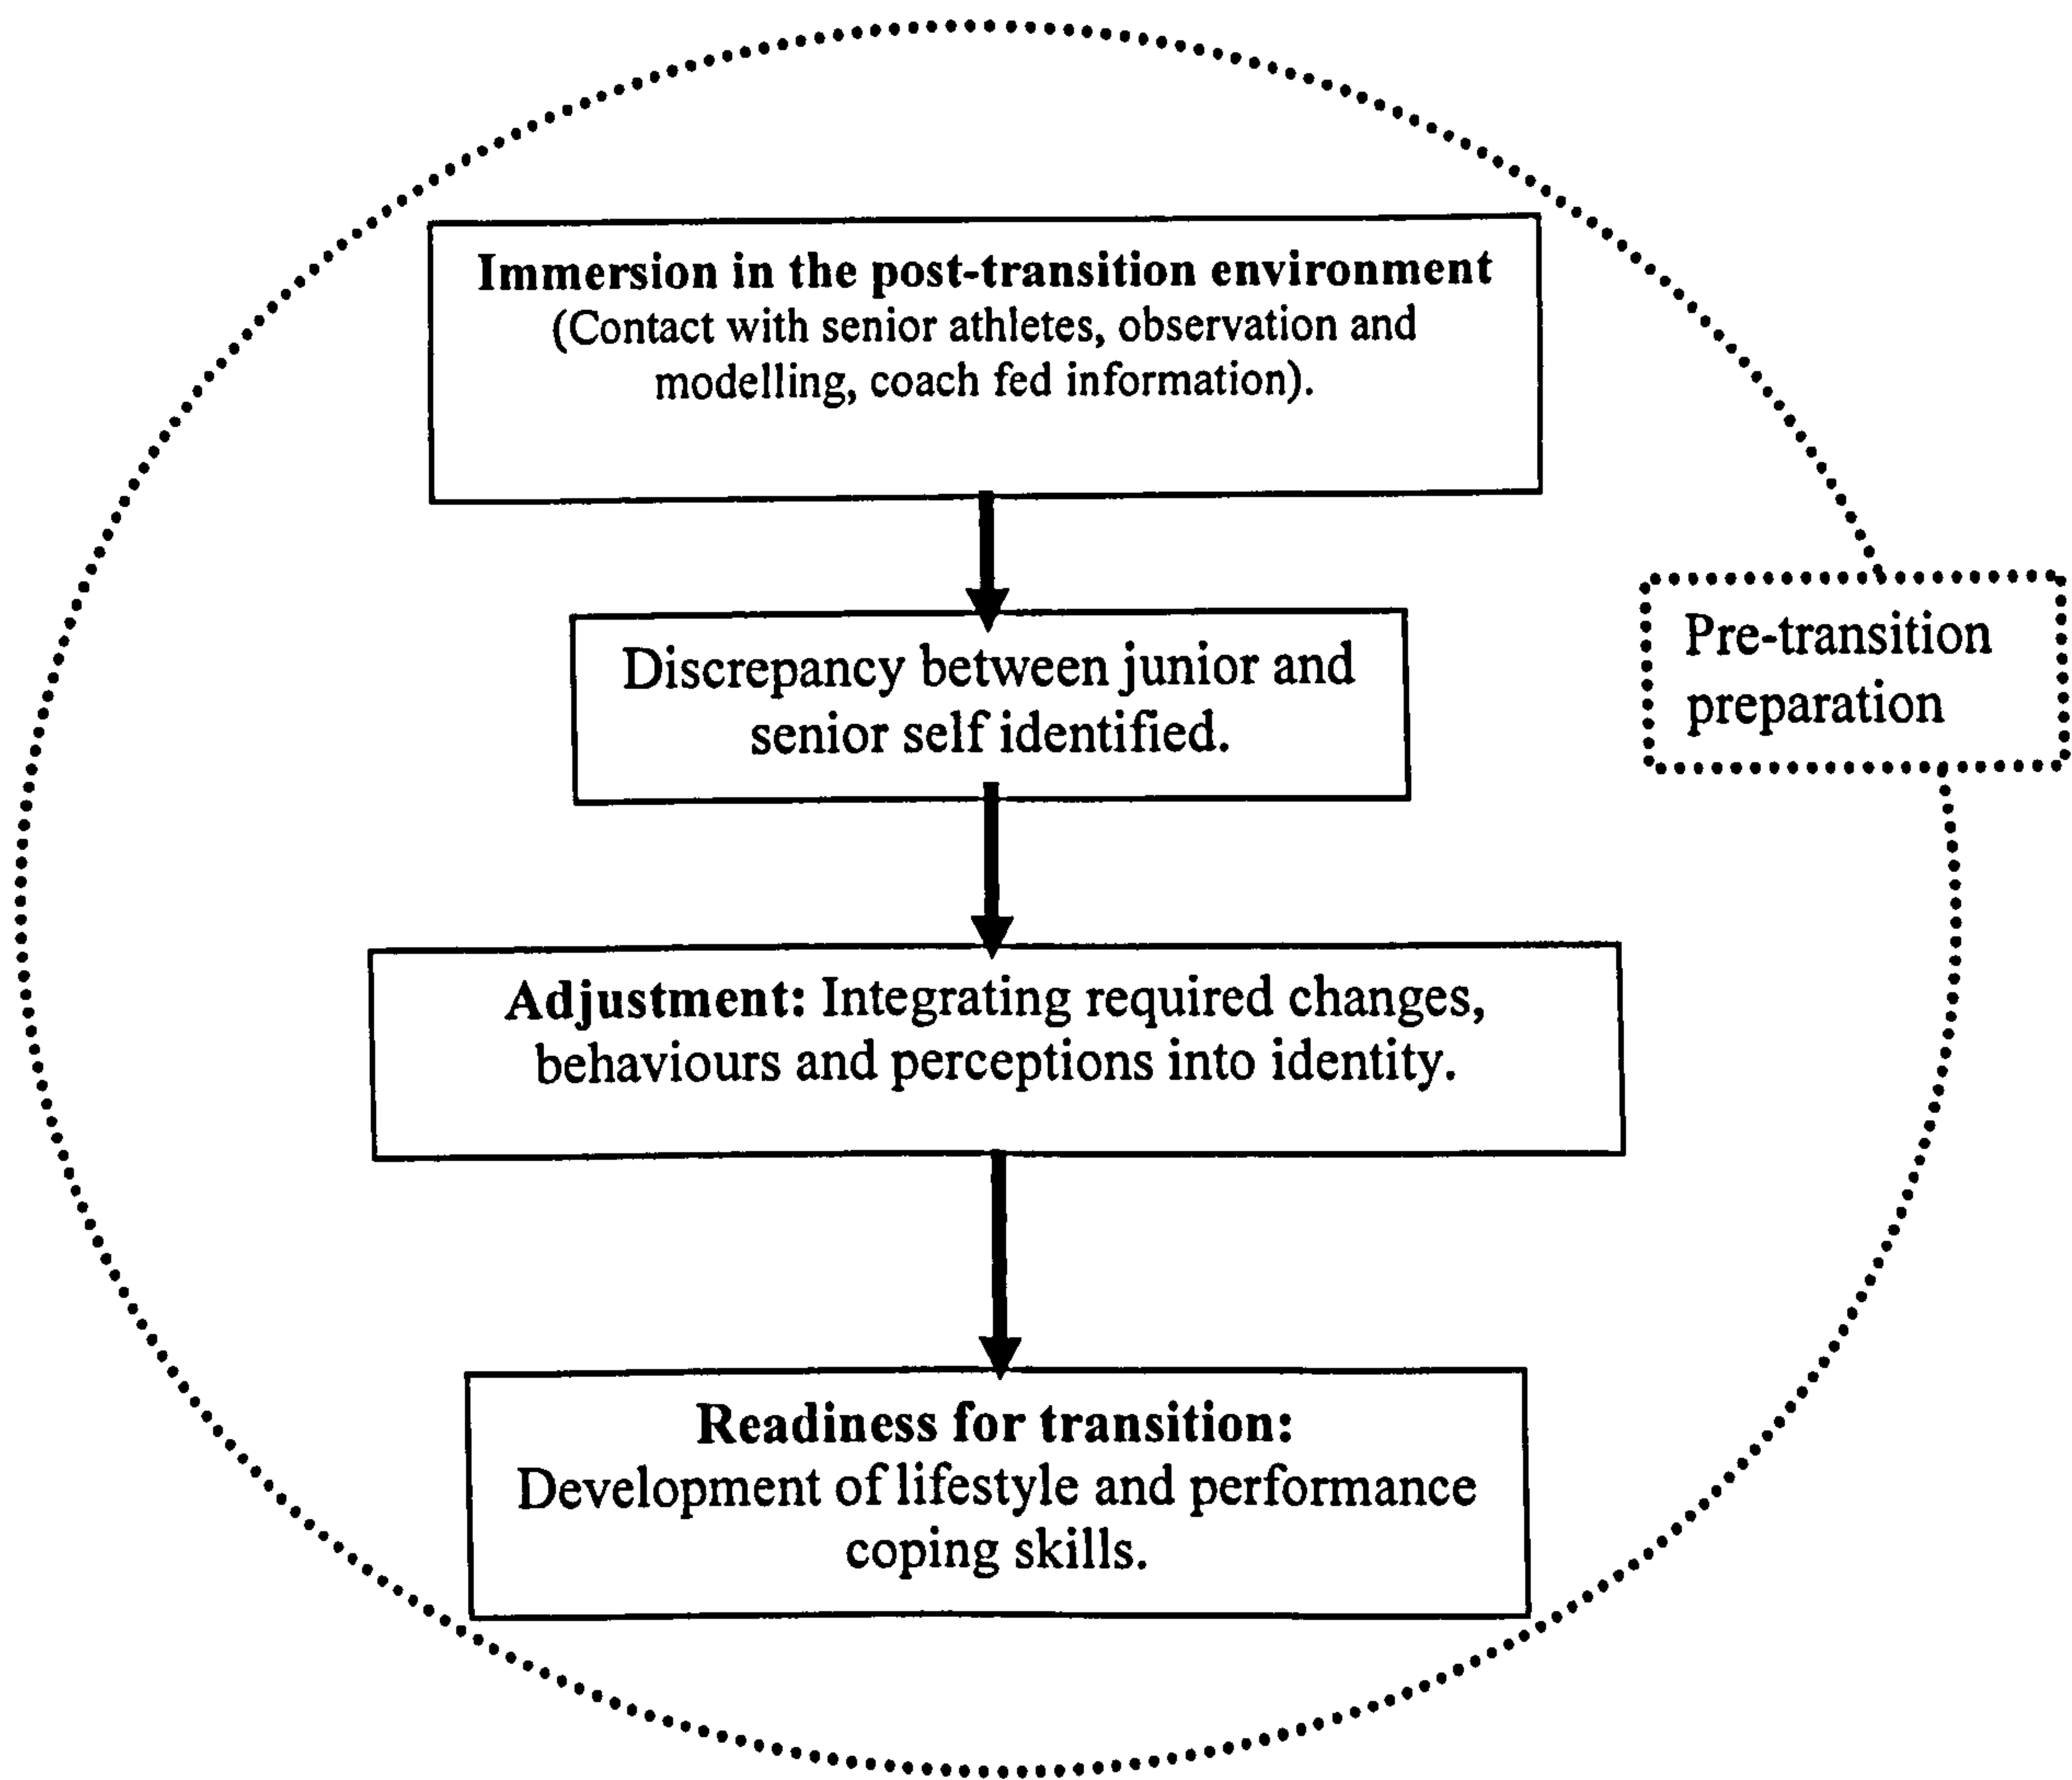 Immersion in the post-transition environment
(Contact with senior athletes, observation and
modelling, coach fed information).
Discrepancy between junior and
senior self identified.
Pre-transition
preparation
Adjustment: Integrating required changes,
behaviours and perceptions into identity.
Readiness for transition:
Development of lifestyle and performance
coping skills.